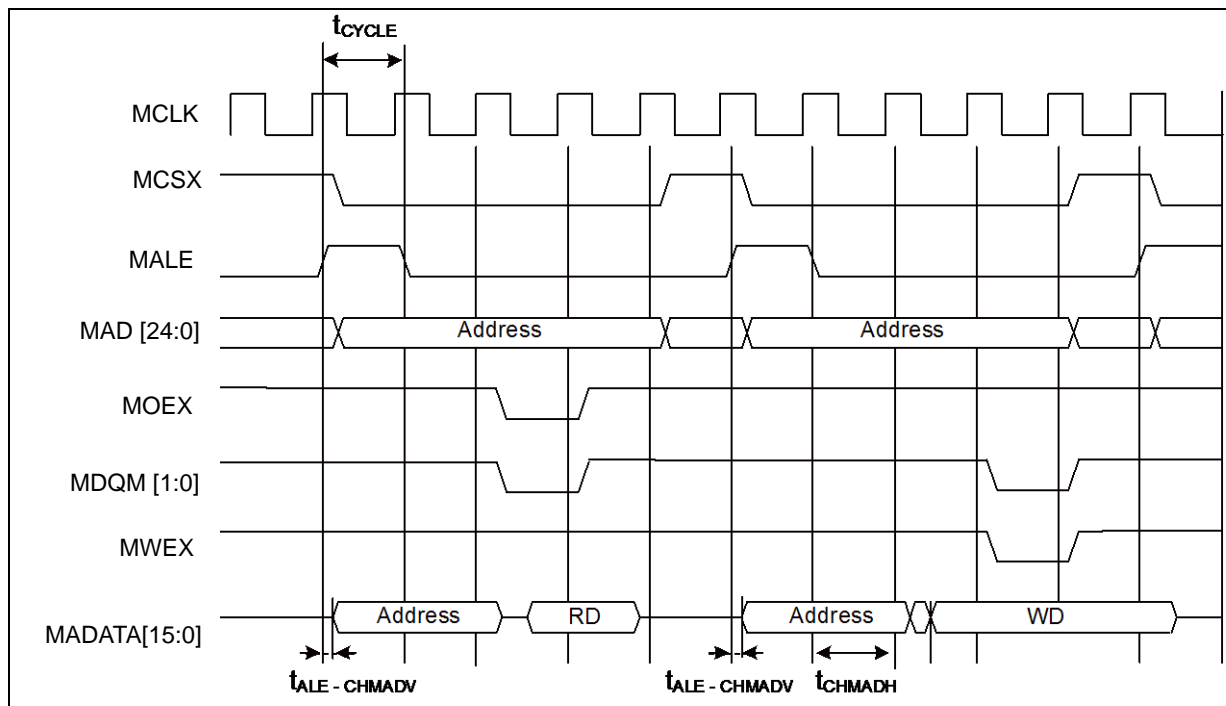 tCYCLE
MCLK
MCSX
MALE
MAD [24:0]
Address
Address
MOEX
MDQM [1:0]
MWEX
MADATA[15:0]
Address
RD
Address
WD
tALE - CHMADV
tALE - CHMADV
tCHMADH